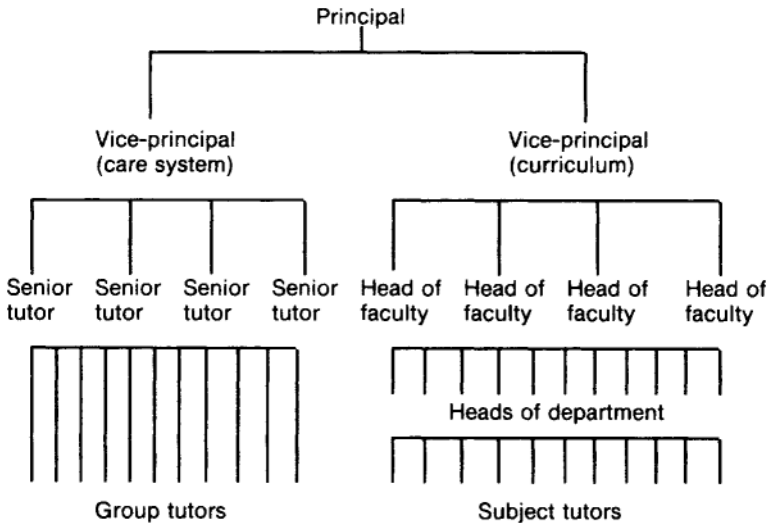 Principal
Vice-principal
(care system)
Vice-principal
(curriculum)
Senior
tutor
Senior
tutor
Senior
tutor
Senior
tutor
Head of
faculty
Head of
faculty
Head of
faculty
Head of
faculty
Heads of department
Group tutors
Subject tutors